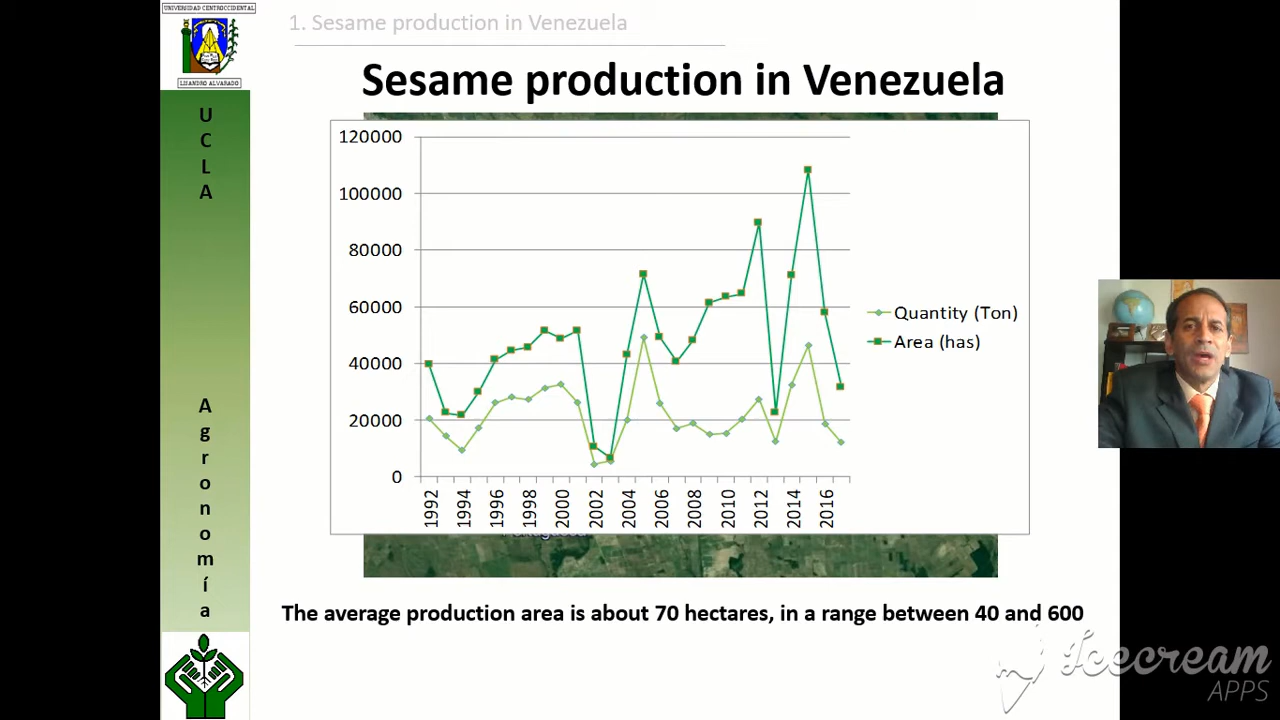 UNIVERSIDAD CENTROCCIDENTAL
LISANDRO ALVARADO
U
C
L
A
A
g
r
o
n
o
m
í
a
1. Sesame production in Venezuela
Sesame production in Venezuela
120000
100000
80000
60000
40000
20000
0
1992 1994 1996 1998 2000 2002 2004 2006 2008 2010 2012 2014 2016
Quantity (Ton)
Area (has)
The average production area is about 70 hectares, in a range between 40 and 600
Icecream
APPS